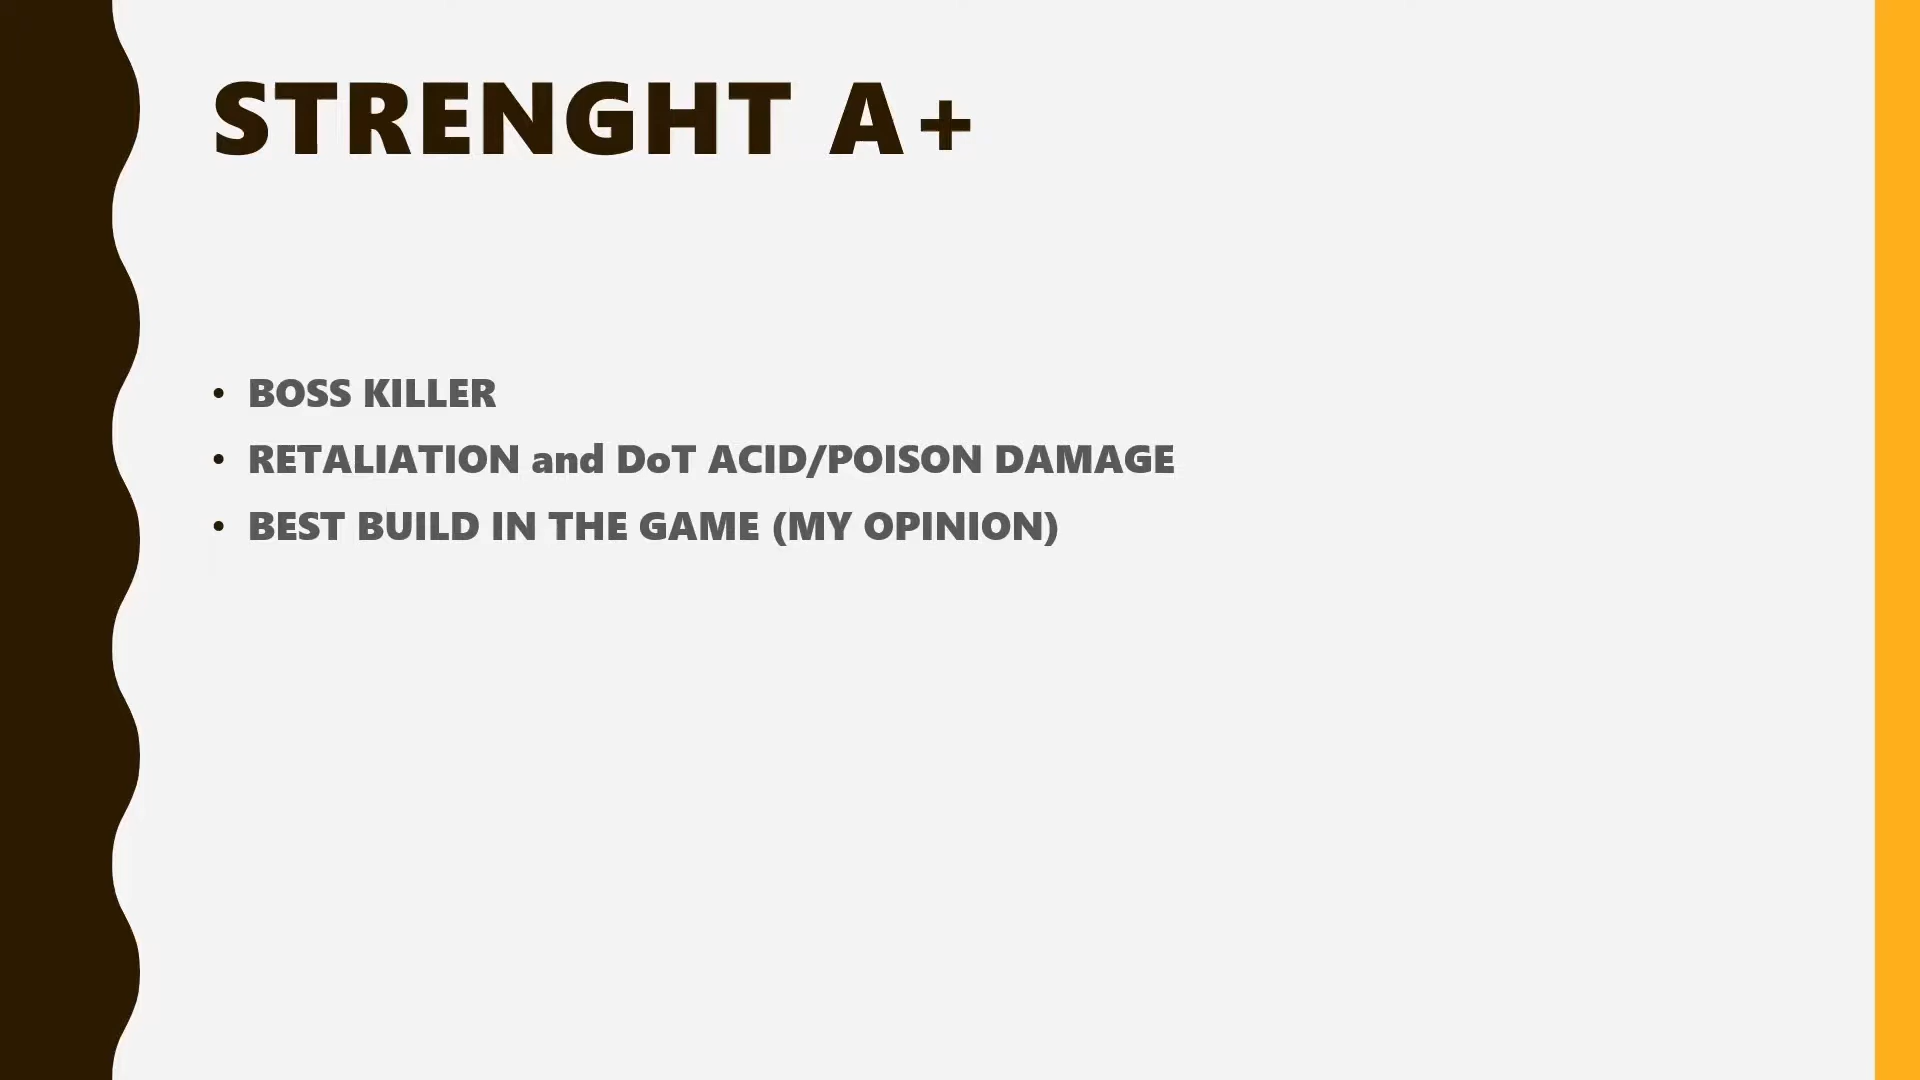 STRENGHT A+
• BOSS KILLER
• RETALIATION and DoT ACID/POISON DAMAGE
• BEST BUILD IN THE GAME (MY OPINION)